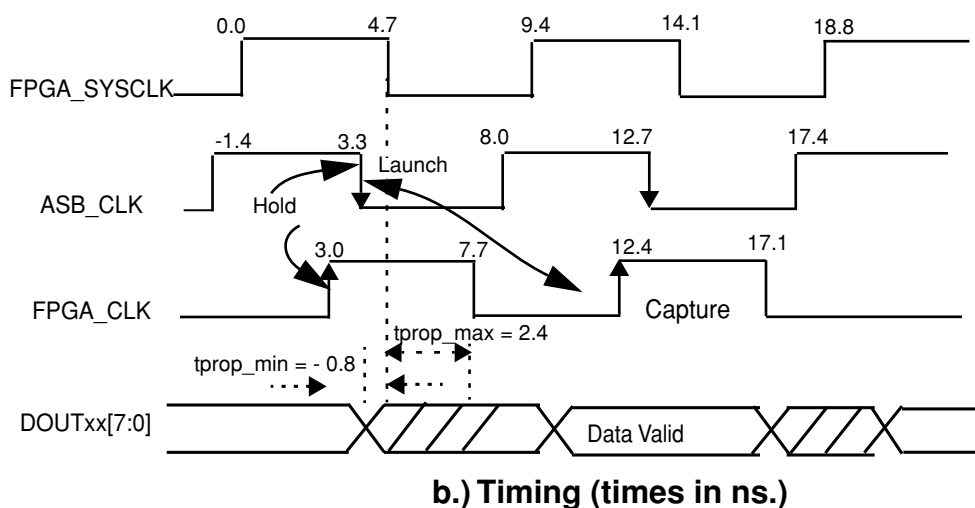 0.0 4.7 9.4 14.1 18.8
FPGA_SYSCLK
-1.4 3.3 8.0 12.7 17.4
Launch
ASB_CLK
Hold
3.0 7.7 12.4 17.1
FPGA_CLK
Capture
tprop_max = 2.4
tprop_min = - 0.8
DOUTxx[7:0]
Data Valid
b.) Timing (times in ns.)